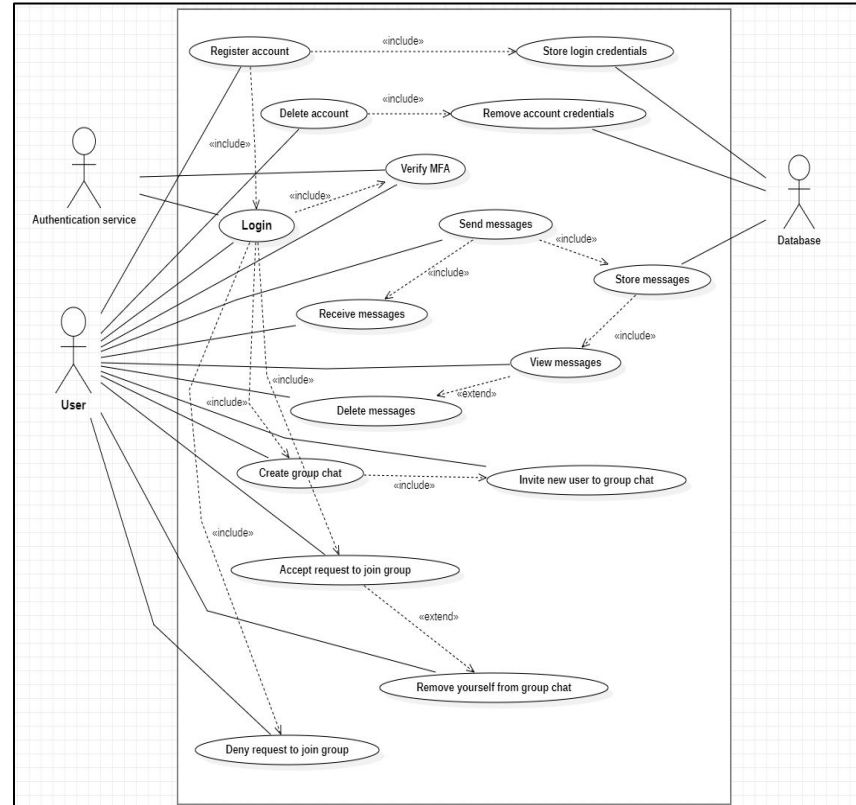 Register account
«include»
Store login credentials
Delete account
«include»
Remove account credentials
«include»
Verify MFA
Authentication service
«include»
Login
Send messages
«include»
Database
«include»
Store messages
Receive messages
«include»
View messages
«include»
«extend»
User
«include»
Delete messages
Create group chat
«include»
Invite new user to group chat
«include»
Accept request to join group
«extend»
Remove yourself from group chat
Deny request to join group